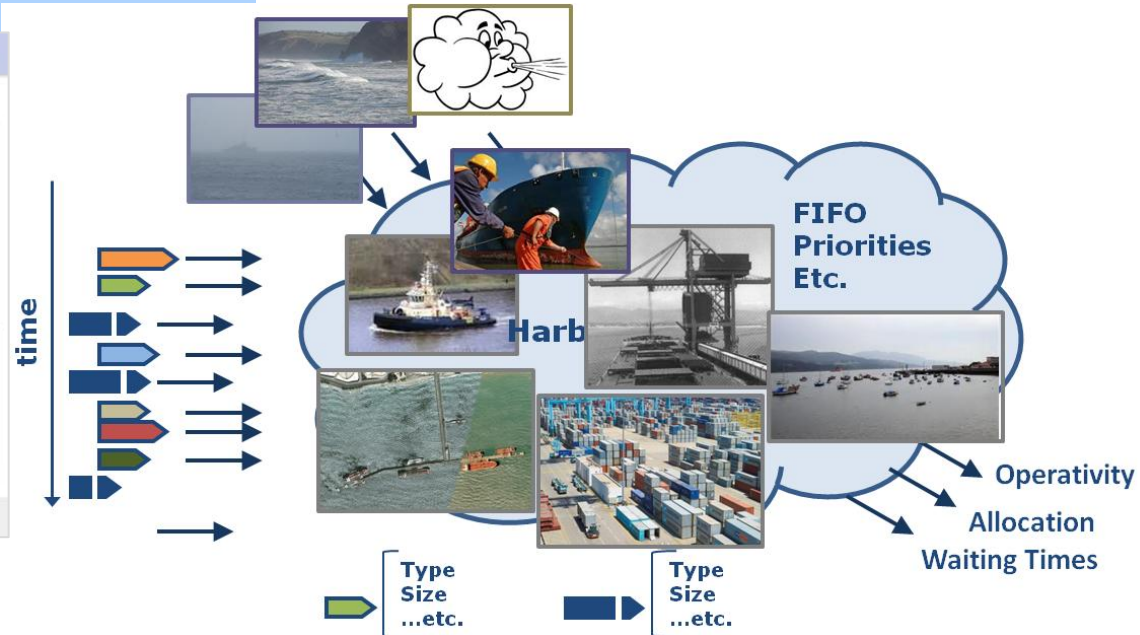 FIFO
Priorities
Etc.
time
Harb
Operativity
Allocation
Waiting Times
Type
Size
...etc.
Type
Size
...etc.